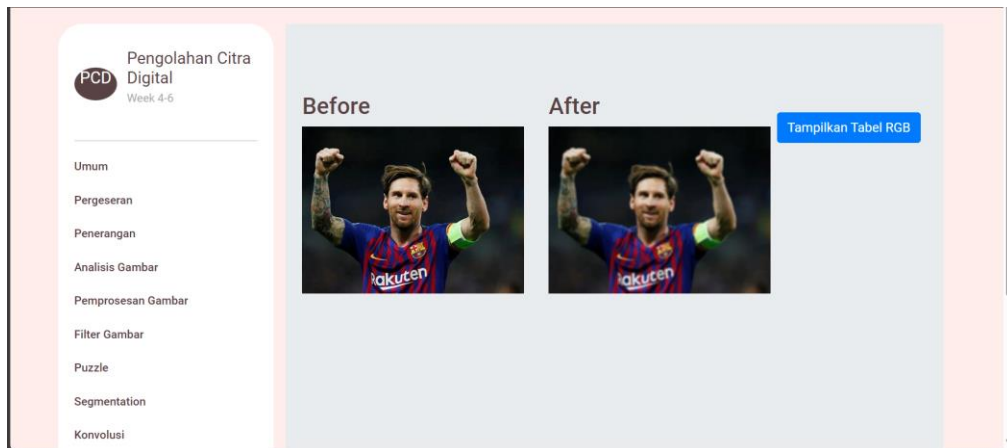 PCD
Pengolahan Citra
Digital
Week 4-6
Umum
Pergeseran
Penerangan
Analisis Gambar
Pemprosesan Gambar
Filter Gambar
Puzzle
Segmentation
Konvolusi
Before
After
Tampilkan Tabel RGB
Rakuten
Rakuten